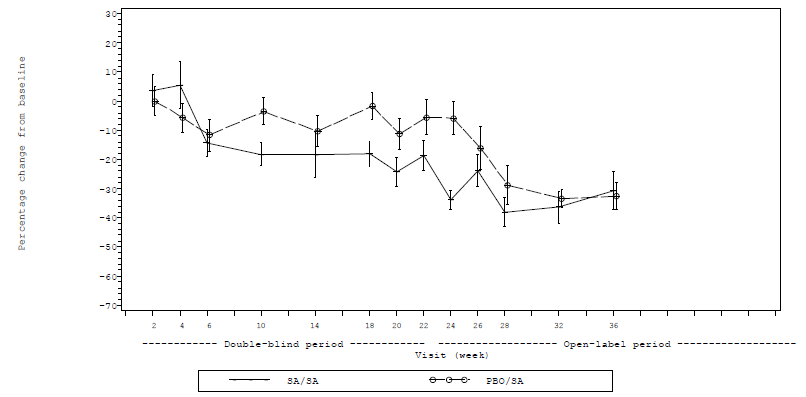 Percentage change from baseline
30
20
10
0
-10
-20
-30
-40
-50
-60
-70
2 4 6 10 14 18 20 22 24 26 28 32 36
Double-blind period Open-label period
Visit (week)
SA/SA PBO/SA